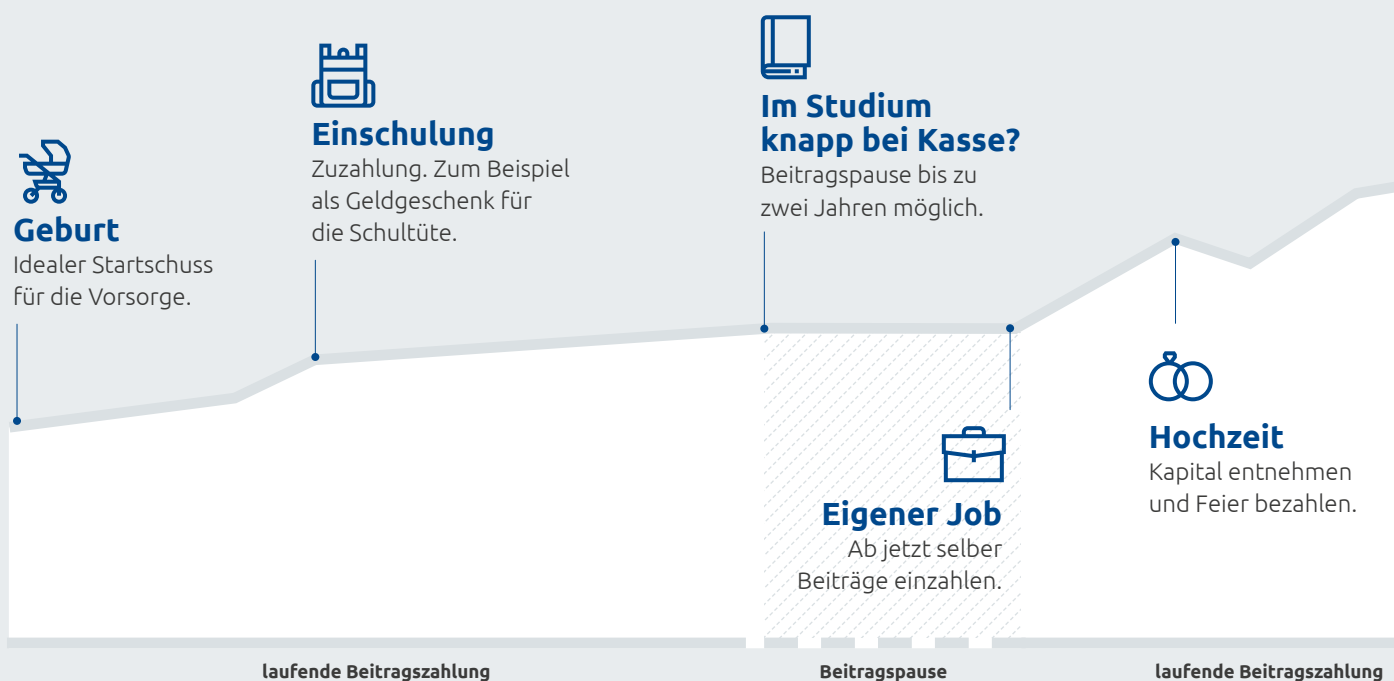 Geburt
Idealer Startschuss
für die Vorsorge.
Einschulung
Zuzahlung. Zum Beispiel
als Geldgeschenk für
die Schultüte.
Im Studium
knapp bei Kasse?
Beitragspause bis zu
zwei Jahren möglich.
Eigener Job
Ab jetzt selber
Beiträge einzahlen.
Hochzeit
Kapital entnehmen
und Feier bezahlen.
laufende Beitragszahlung
Beitragspause
laufende Beitragszahlung